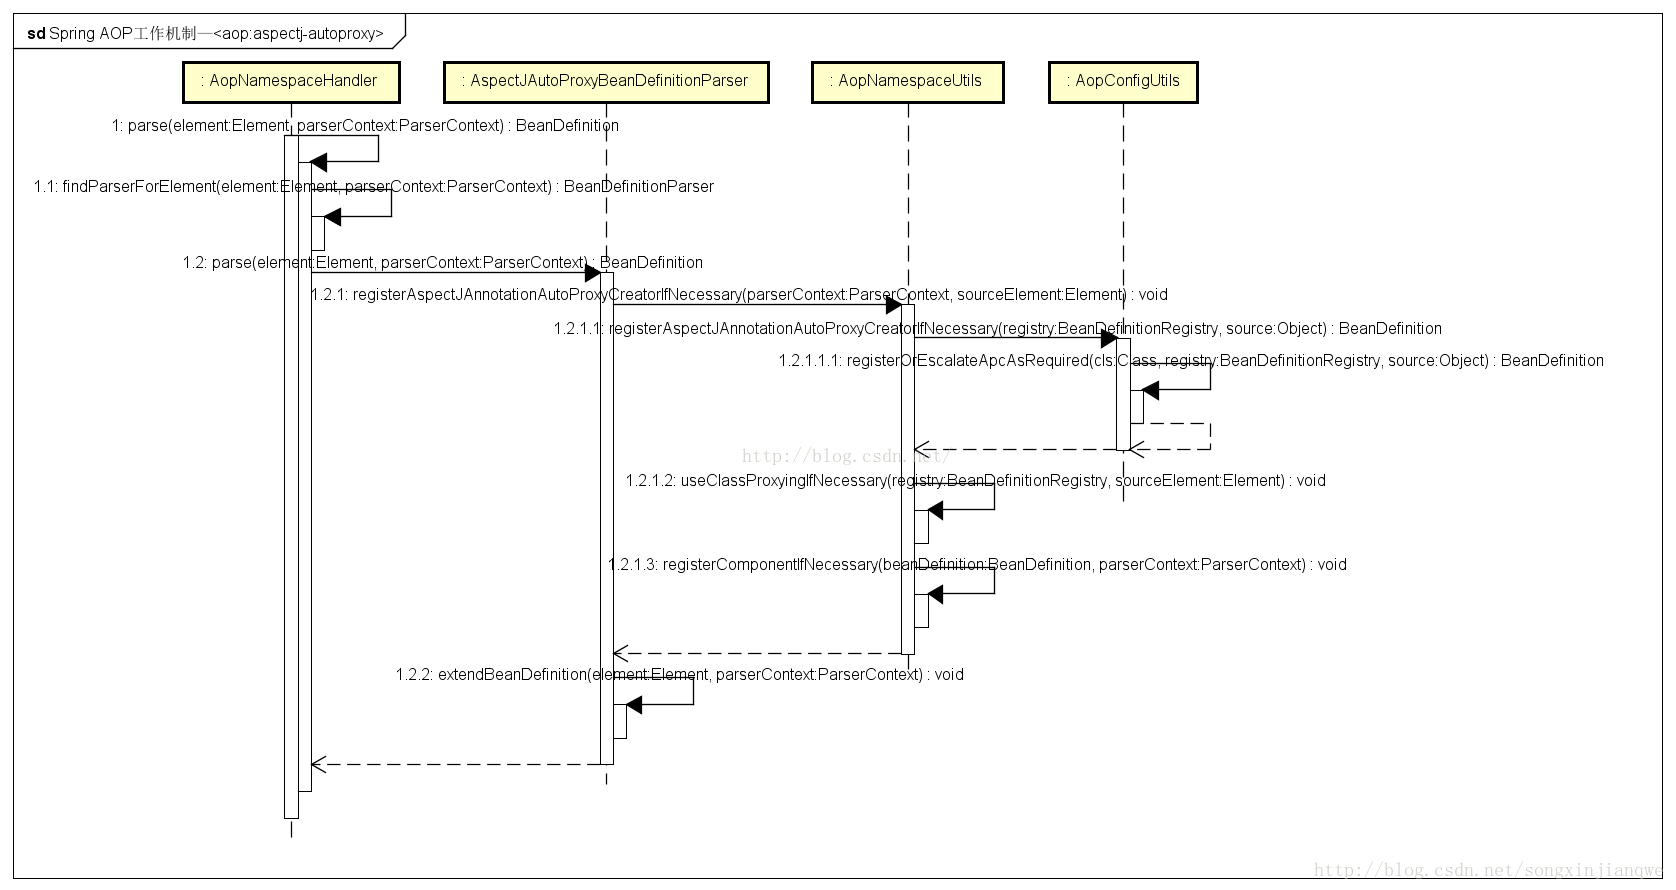 sd Spring AOP工作机制—<aop:aspectj-autoproxy>
: AopNamespaceHandler
: AspectJAutoProxyBeanDefinitionParser
: AopNamespaceUtils
: AopConfigUtils
1: parse(element:Element, parserContext:ParserContext) : BeanDefinition
1.1: findParserForElement(element:Element, parserContext:ParserContext) : BeanDefinitionParser
1.2: parse(element:Element, parserContext:ParserContext) : BeanDefinition
1.2.1: registerAspectJAnnotationAutoProxyCreatorIfNecessary(parserContext:ParserContext, sourceElement:Element) : void
1.2.1.1: registerAspectJAnnotationAutoProxyCreatorIfNecessary(registry:BeanDefinitionRegistry, source:Object) : BeanDefinition
1.2.1.1.1: registerOrEscalateApcAsRequired(cls:Class, registry:BeanDefinitionRegistry, source:Object) : BeanDefinition
http://blog.csdn.net/
1.2.1.2: useClassProxyingIfNecessary(registry:BeanDefinitionRegistry, sourceElement:Element) : void
1.2.1.3: registerComponentIfNecessary(beanDefinition:BeanDefinition, parserContext:ParserContext) : void
1.2.2: extendBeanDefinition(element:Element, parserContext:ParserContext) : void
http://blog.csdn.net/songxinjianqwe